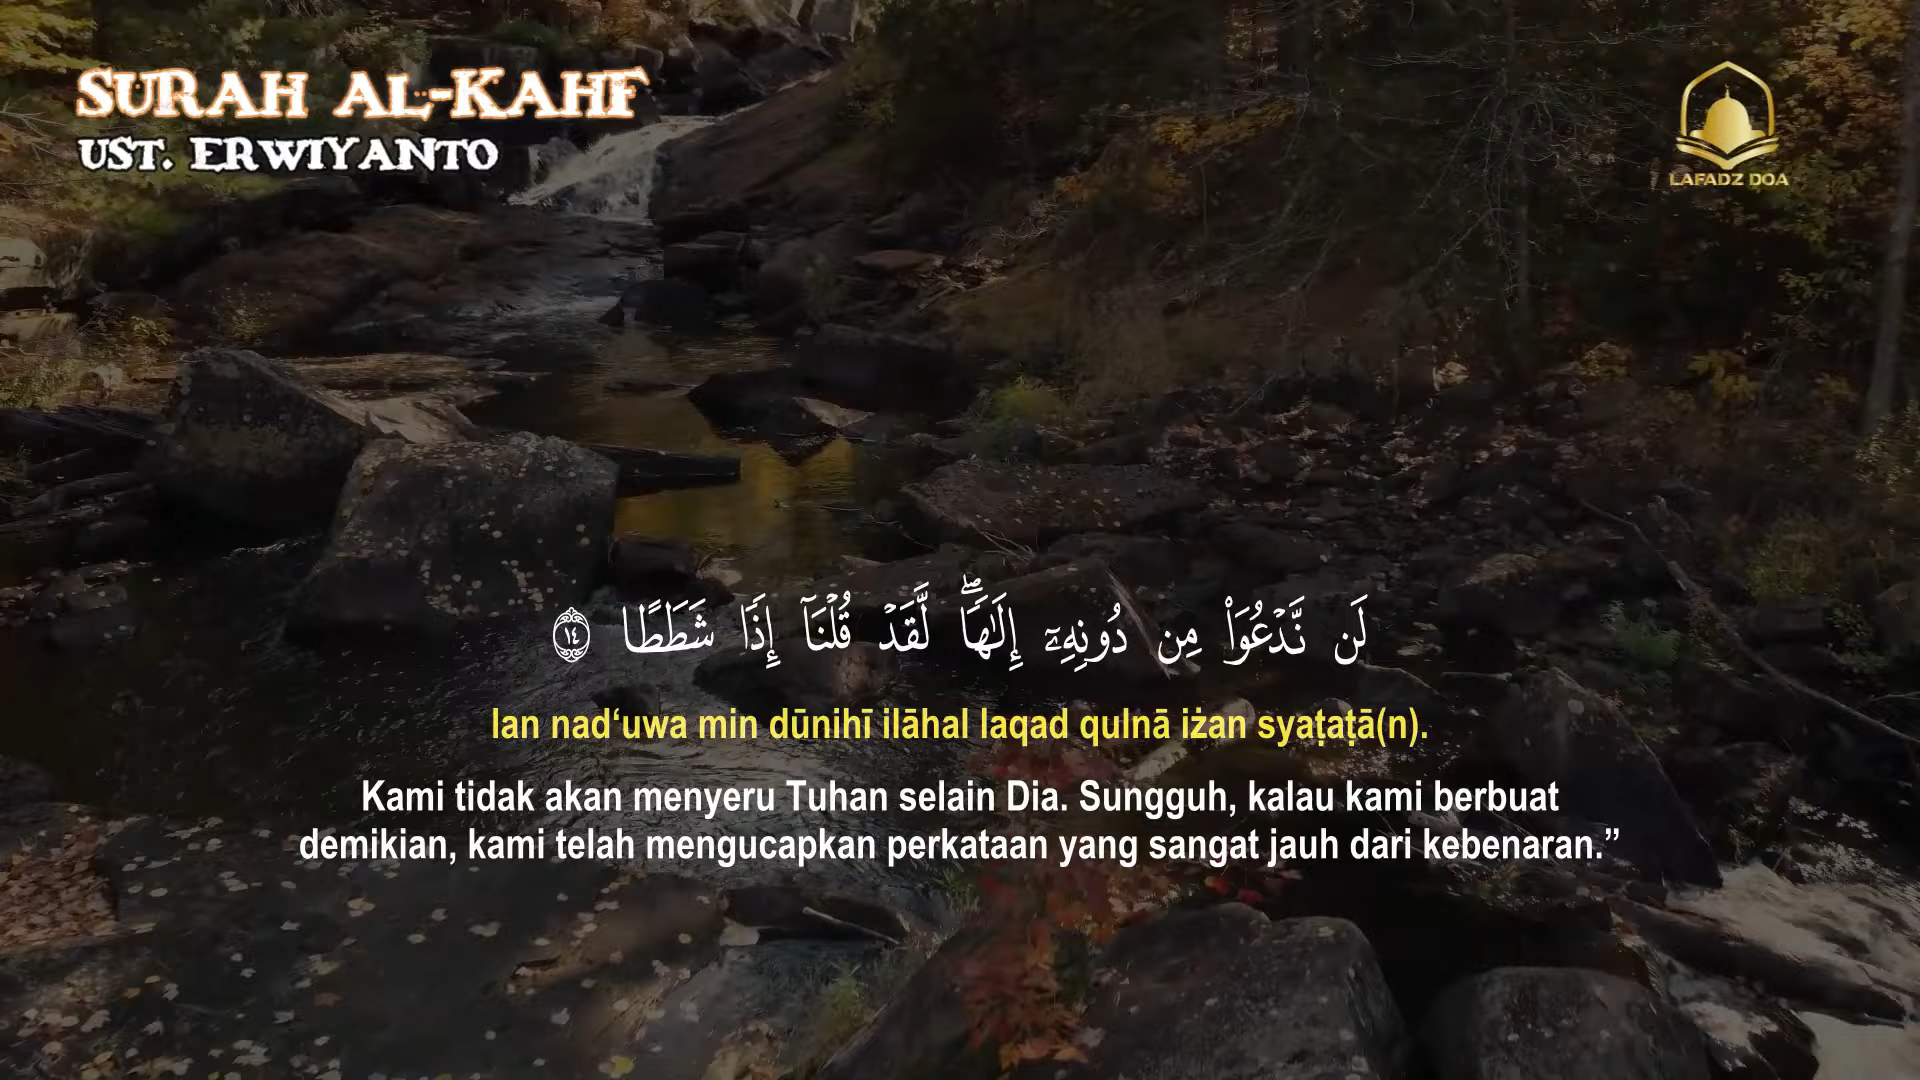 SURAH AL-KAHF
UST. ERWIYANTO
LAFADZ DOA
لَن نَّدْعُوَا۟ مِن دُونِهِۦٓ إِلَـٰهًاۖ لَّقَدْ قُلْنَآ إِذًا شَطَطًا ١٤
lan nad‘uwa min dūnihī ilāhal laqad qulnā iżan syaṭaṭā(n).
Kami tidak akan menyeru Tuhan selain Dia. Sungguh, kalau kami berbuat
demikian, kami telah mengucapkan perkataan yang sangat jauh dari kebenaran.”